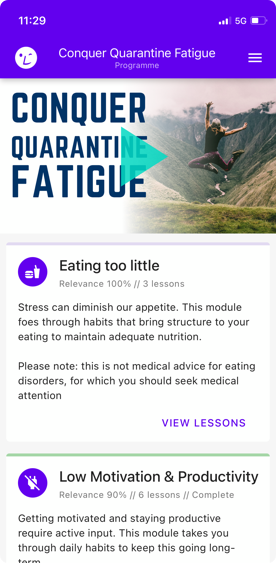 11:29
5G
Conquer Quarantine Fatigue
Programme
CONQUER
QUARANTINE
FATIGUE
Eating too little
Relevance 100% // 3 lessons
Stress can diminish our appetite. This module
foes through habits that bring structure to your
eating to maintain adequate nutrition.
Please note: this is not medical advice for eating
disorders, for which you should seek medical
attention
VIEW LESSONS
Low Motivation & Productivity
Relevance 90% // 6 lessons // Complete
Getting motivated and staying productive
require active input. This module takes you
through daily habits to keep this going long-
term